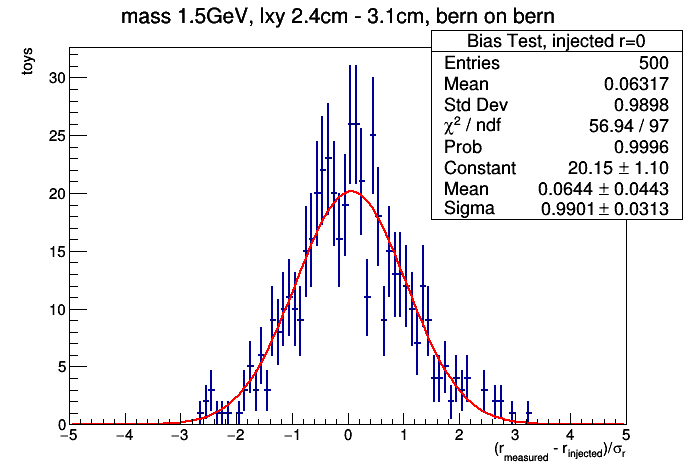 mass 1.5GeV, lxy 2.4cm - 3.1cm, bern on bern
Bias Test, injected r=0
Entries 500
Mean 0.06317
Std Dev 0.9898
χ² / ndf 56.94 / 97
Prob 0.9996
Constant 20.15 ± 1.10
Mean 0.0644 ± 0.0443
Sigma 0.9901 ± 0.0313
toys
30
25
20
15
10
5
0
−5 −4 −3 −2 −1 0 1 2 3 4 5
(r_measured - r_injected)/σ_r